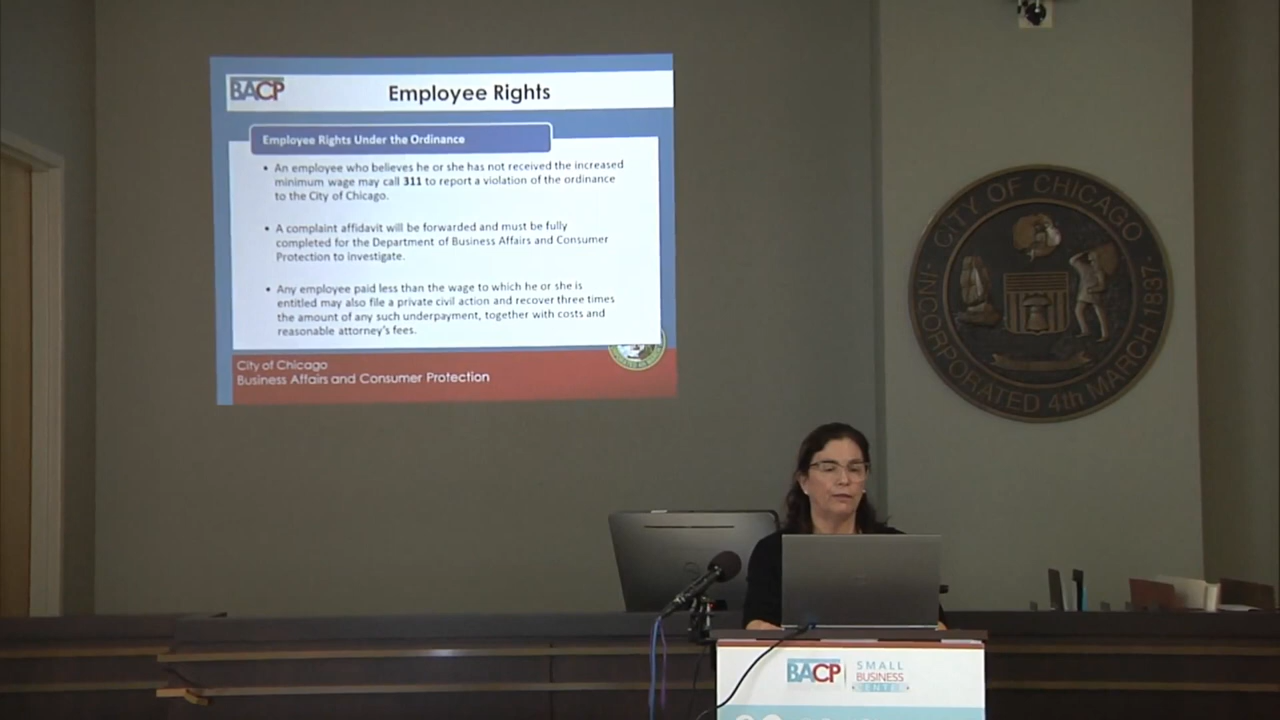 BACP
Employee Rights
Employee Rights Under the Ordinance
• An employee who believes he or she has not received the increased
minimum wage may call 311 to report a violation of the ordinance
to the City of Chicago.
• A complaint affidavit will be forwarded and must be fully
completed for the Department of Business Affairs and Consumer
Protection to investigate.
• Any employee paid less than the wage to which he or she is
entitled may also file a private civil action and recover three times
the amount of any such underpayment, together with costs and
reasonable attorney's fees.
City of Chicago
Business Affairs and Consumer Protection
CITY OF CHICAGO
INCORPORATED 4th MARCH 1837
BACP
SMALL
BUSINESS
CENTER